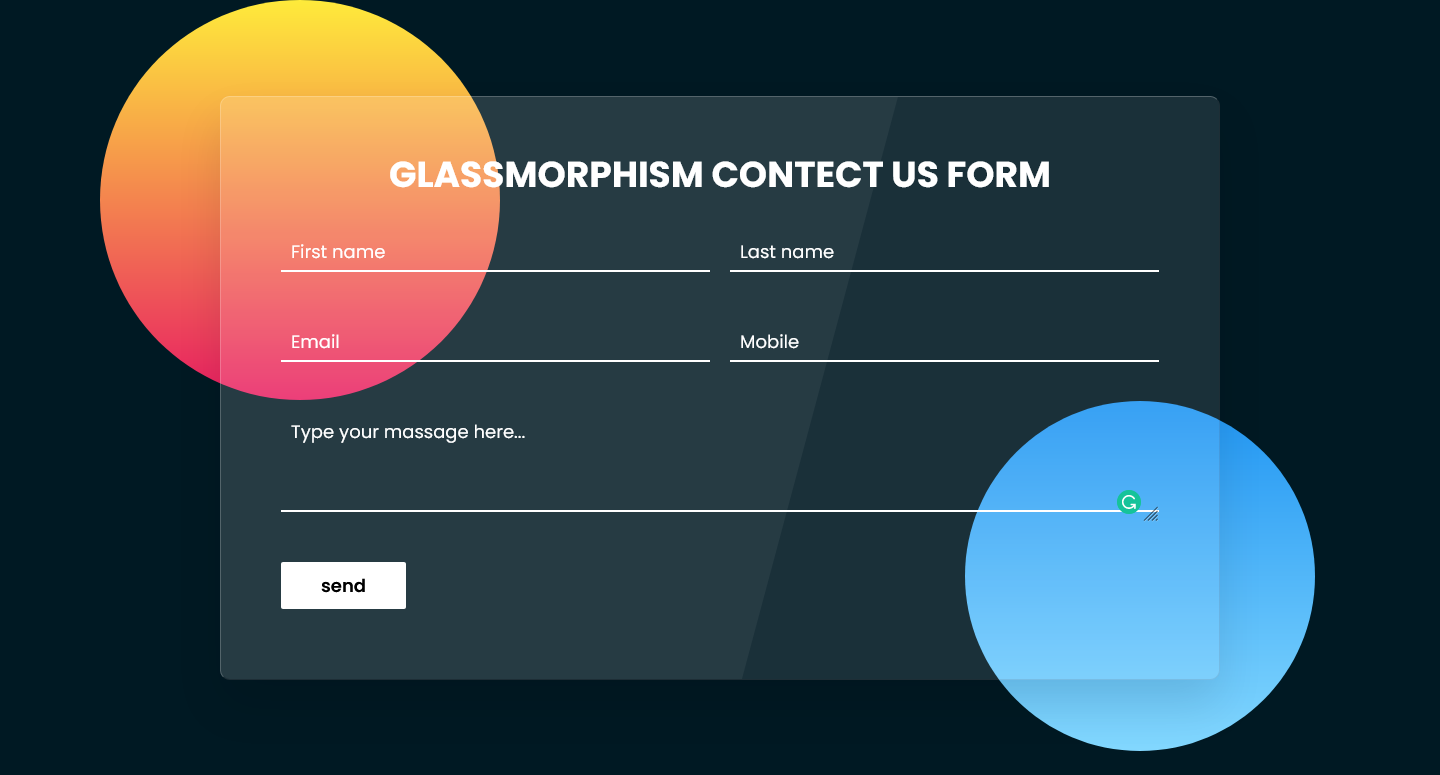 GLASSMORPHISM CONTECT US FORM
First name
Last name
Email
Mobile
Type your massage here...
send